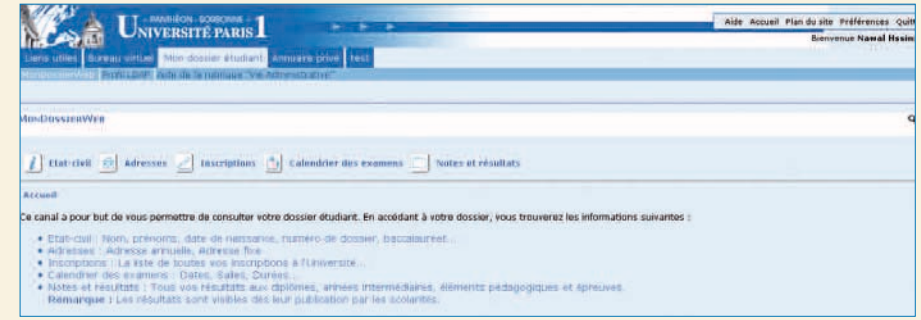 PANTHÉON - SORBONNE
UNIVERSITÉ PARIS 1
Aide Accueil Plan du site Préférences Quitt
Bienvenue Nawal Hssin
Liens utiles Bureau virtuel Mon dossier étudiant Annuaire privé test
MonDossierWeb Profil LDAP Aide de la rubrique "Vie Administrative"
MONDOSSIERWEB
Etat-civil Adresses Inscriptions Calendrier des examens Notes et résultats
Accueil
Ce canal a pour but de vous permettre de consulter votre dossier étudiant. En accédant à votre dossier, vous trouverez les informations suivantes :
• Etat-civil : Nom, prénoms, date de naissance, numéro de dossier, baccalauréat...
• Adresses : Adresse annuelle, Adresse fixe
• Inscriptions : La liste de toutes vos inscriptions à l'Université...
• Calendrier des examens : Dates, Salles, Durées...
• Notes et résultats : Tous vos résultats aux diplômes, années intermédiaires, éléments pédagogiques et épreuves.
Remarque : Les résultats sont visibles dès leur publication par les scolarités.